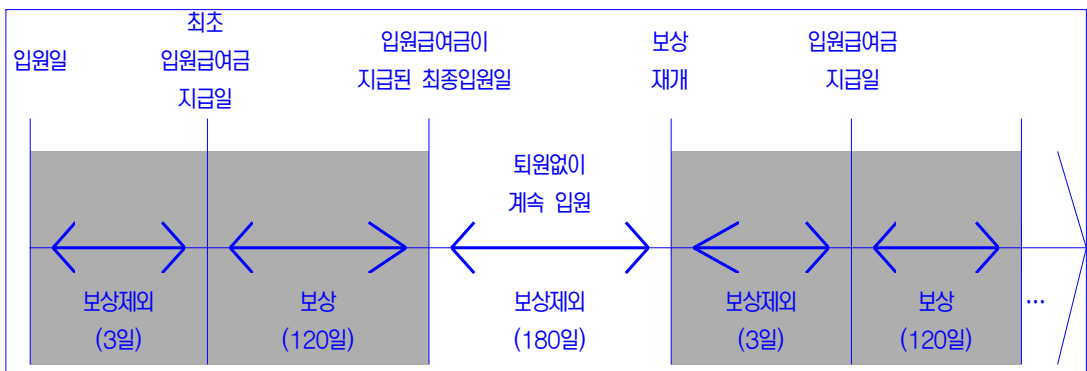 입원일
최초
입원급여금
지급일
입원급여금이
지급된 최종입원일
보상
재개
입원급여금
지급일
퇴원없이
계속 입원
보상제외
(3일)
보상
(120일)
보상제외
(180일)
보상제외
(3일)
보상
(120일)
…